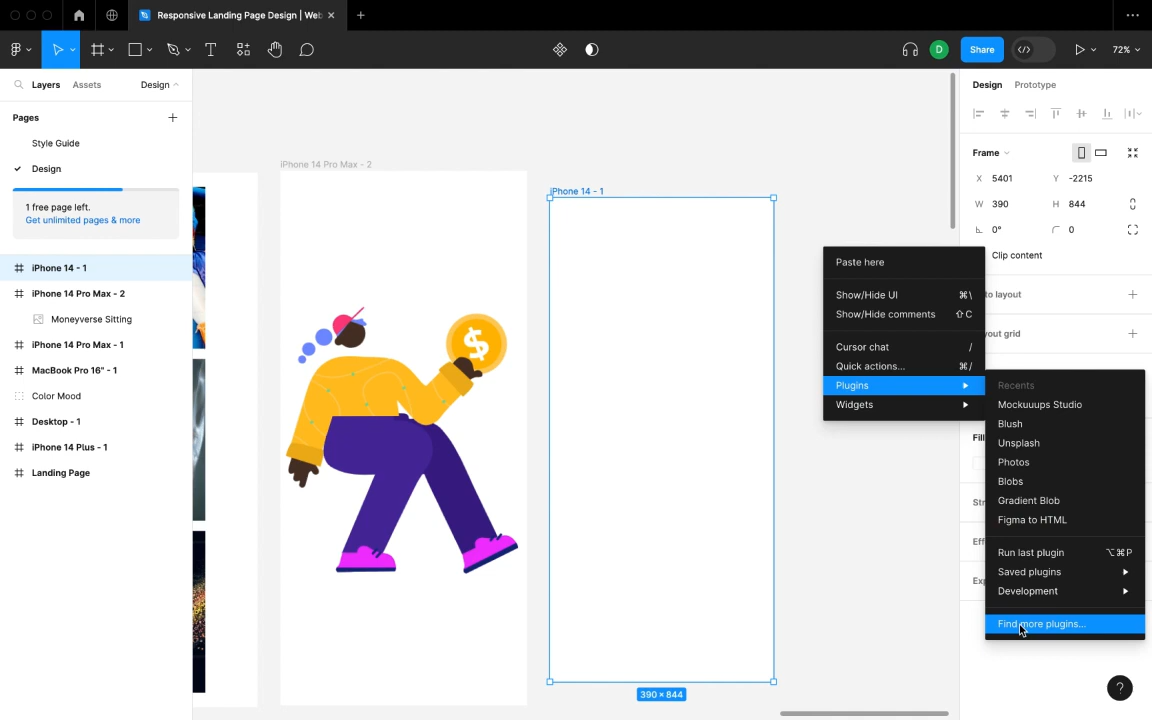 Responsive Landing Page Design | Web
D
Share
72%
Layers
Assets
Design
Pages
Style Guide
Design
1 free page left.
Get unlimited pages & more
iPhone 14 - 1
iPhone 14 Pro Max - 2
Moneyverse Sitting
iPhone 14 Pro Max - 1
MacBook Pro 16" - 1
Color Mood
Desktop - 1
iPhone 14 Plus - 1
Landing Page
iPhone 14 Pro Max - 2
$
iPhone 14 - 1
390 × 844
Design
Prototype
Frame
X 5401
Y -2215
W 390
H 844
0°
0
Clip content
to layout
yout grid
Fil
Str
Eff
Exp
Paste here
Show/Hide UI ⌘\
Show/Hide comments ⇧C
Cursor chat /
Quick actions... ⌘/
Plugins
Widgets
Recents
Mockuuups Studio
Blush
Unsplash
Photos
Blobs
Gradient Blob
Figma to HTML
Run last plugin ⌥⌘P
Saved plugins
Development
Find more plugins...
?